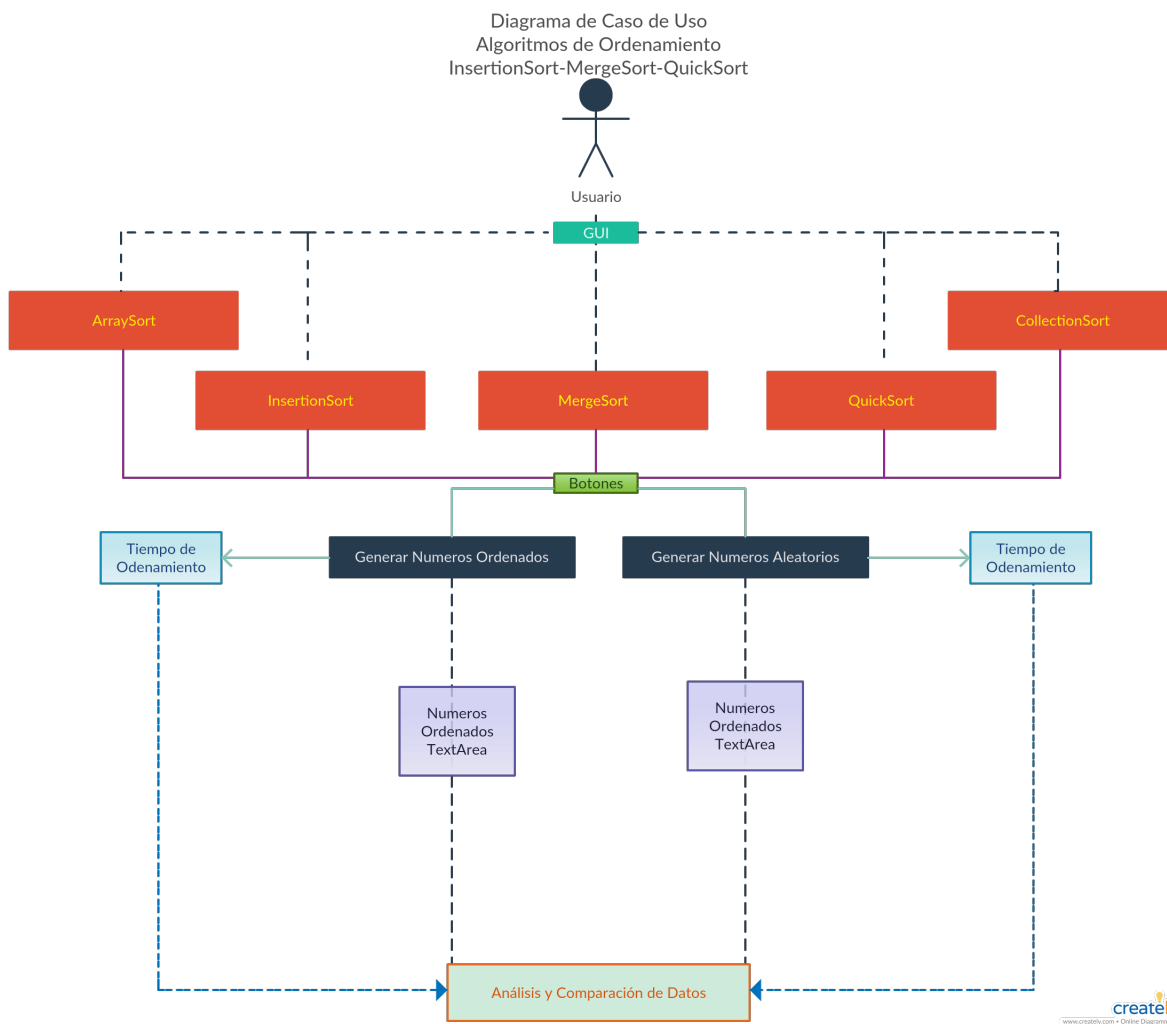 Diagrama de Caso de Uso
Algoritmos de Ordenamiento
InsertionSort-MergeSort-QuickSort
Usuario
GUI
ArraySort
CollectionSort
InsertionSort
MergeSort
QuickSort
Botones
Tiempo de
Odenamiento
Generar Numeros Ordenados
Generar Numeros Aleatorios
Tiempo de
Odenamiento
Numeros
Ordenados
TextArea
Numeros
Ordenados
TextArea
Análisis y Comparación de Datos
createl
www.creately.com • Online Diagramm